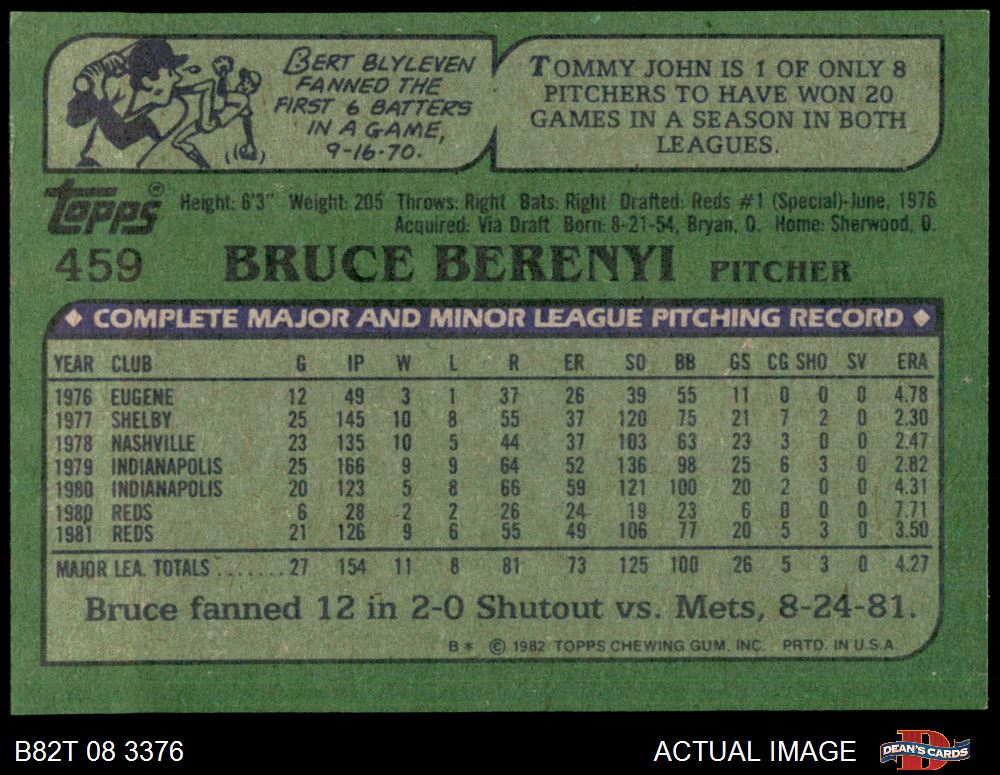 BERT BLYLEVEN
FANNED THE
FIRST 6 BATTERS
IN A GAME,
9-16-70.
TOMMY JOHN IS 1 OF ONLY 8
PITCHERS TO HAVE WON 20
GAMES IN A SEASON IN BOTH
LEAGUES.
Topps®
Height: 6'3" Weight: 205 Throws: Right Bats: Right Drafted: Reds #1 (Special)-June, 1976
Acquired: Via Draft Born: 8-21-54, Bryan, O. Home: Sherwood, O.
459 BRUCE BERENYI PITCHER
◆ COMPLETE MAJOR AND MINOR LEAGUE PITCHING RECORD ◆
YEAR CLUB G IP W L R ER SO BB GS CG SHO SV ERA
1976 EUGENE 12 49 3 1 37 26 39 55 11 0 0 0 4.78
1977 SHELBY 25 145 10 8 55 37 120 75 21 7 2 0 2.30
1978 NASHVILLE 23 135 10 5 44 37 103 63 23 3 0 0 2.47
1979 INDIANAPOLIS 25 166 9 9 64 52 136 98 25 6 3 0 2.82
1980 INDIANAPOLIS 20 123 5 8 66 59 121 100 20 2 0 0 4.31
1980 REDS 6 28 2 2 26 24 19 23 6 0 0 0 7.71
1981 REDS 21 126 9 6 55 49 106 77 20 5 3 0 3.50
MAJOR LEA. TOTALS ....... 27 154 11 8 81 73 125 100 26 5 3 0 4.27
Bruce fanned 12 in 2-0 Shutout vs. Mets, 8-24-81.
B* © 1982 TOPPS CHEWING GUM, INC. PRTD. IN U.S.A.
B82T 08 3376 ACTUAL IMAGE DEAN'S CARDS